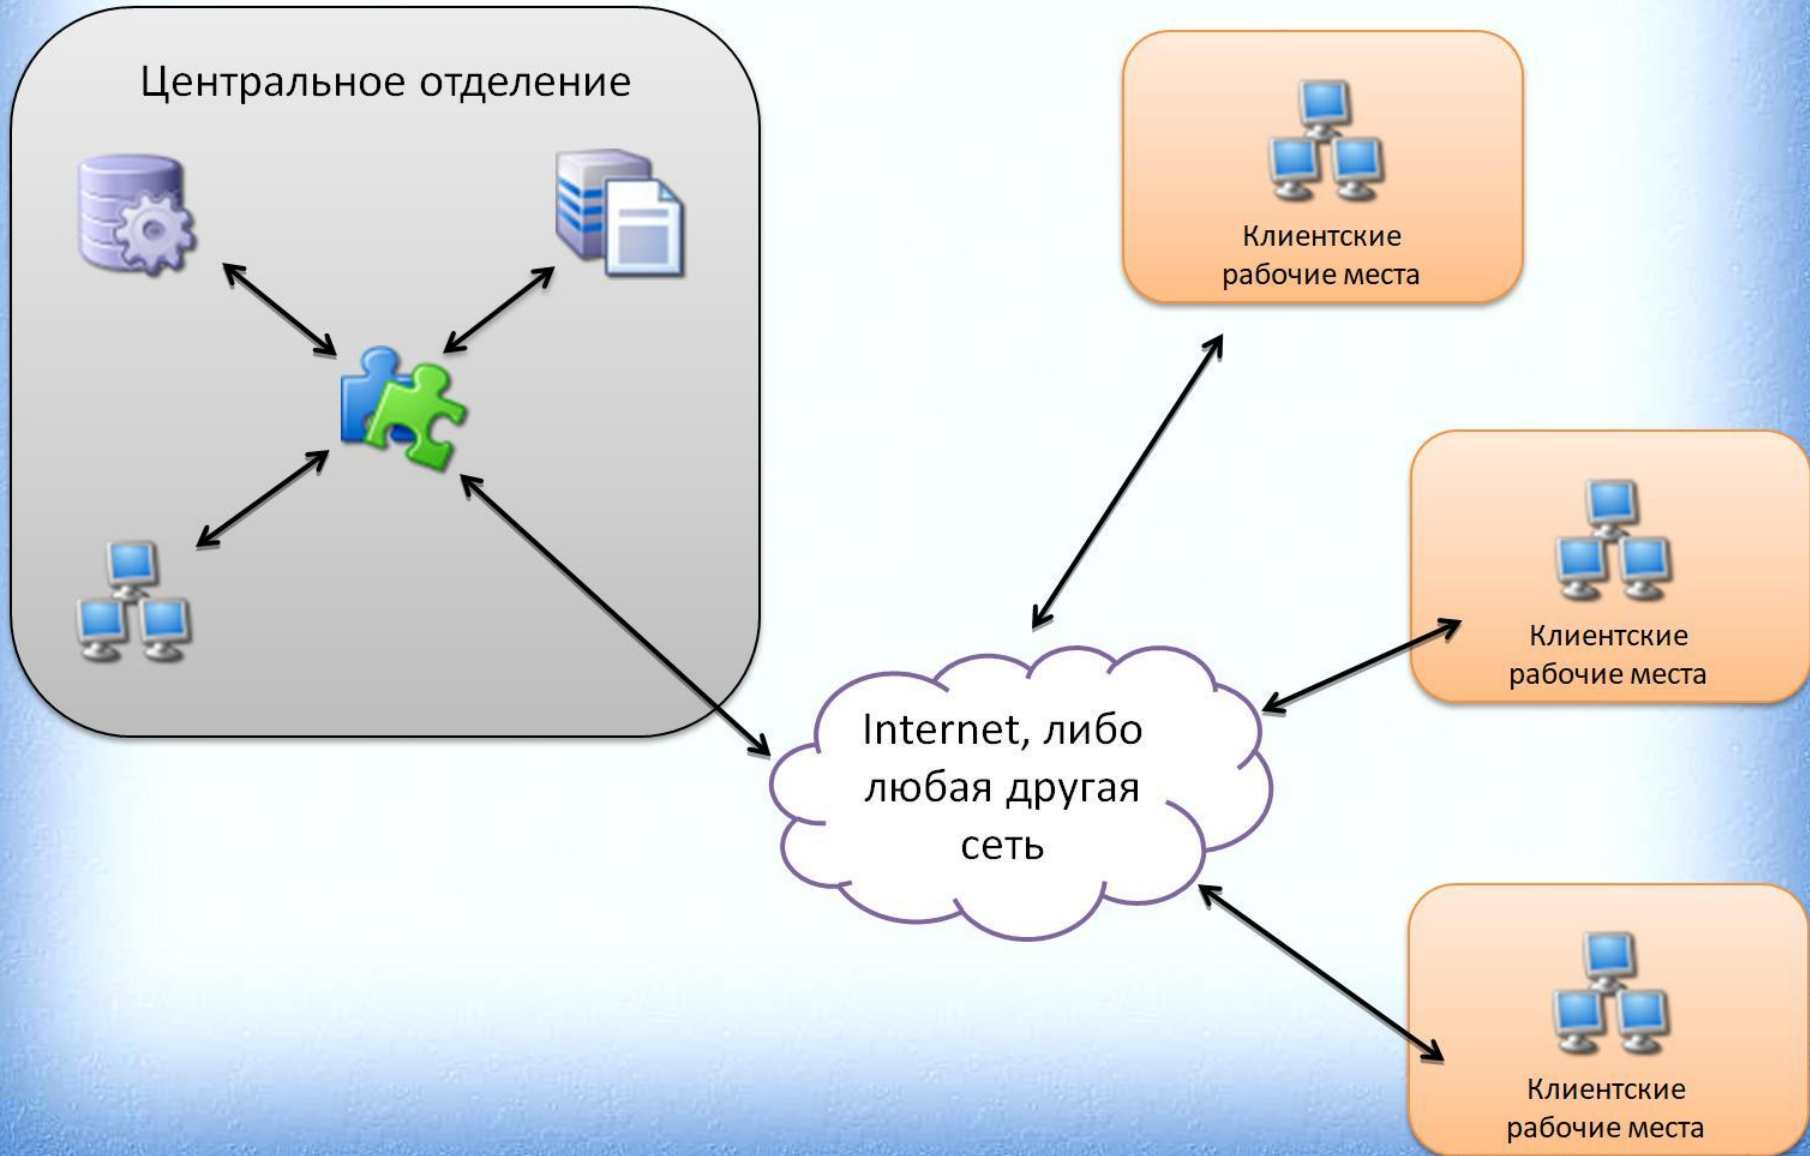 Центральное отделение
Клиентские
рабочие места
Клиентские
рабочие места
Internet, либо
любая другая
сеть
Клиентские
рабочие места